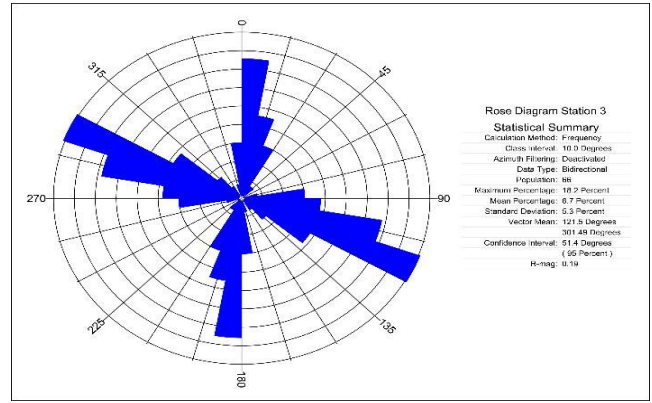 0
45
90
135
180
225
270
315
Rose Diagram Station 3
Statistical Summary
Calculation Method: Frequency
Class Interval: 10.0 Degrees
Azimuth Filtering: Deactivated
Data Type: Bidirectional
Population: 66
Maximum Percentage: 18.2 Percent
Mean Percentage: 6.7 Percent
Standard Deviation: 5.3 Percent
Vector Mean: 121.5 Degrees
301.49 Degrees
Confidence Interval: 51.4 Degrees
( 95 Percent )
R-mag: 0.19